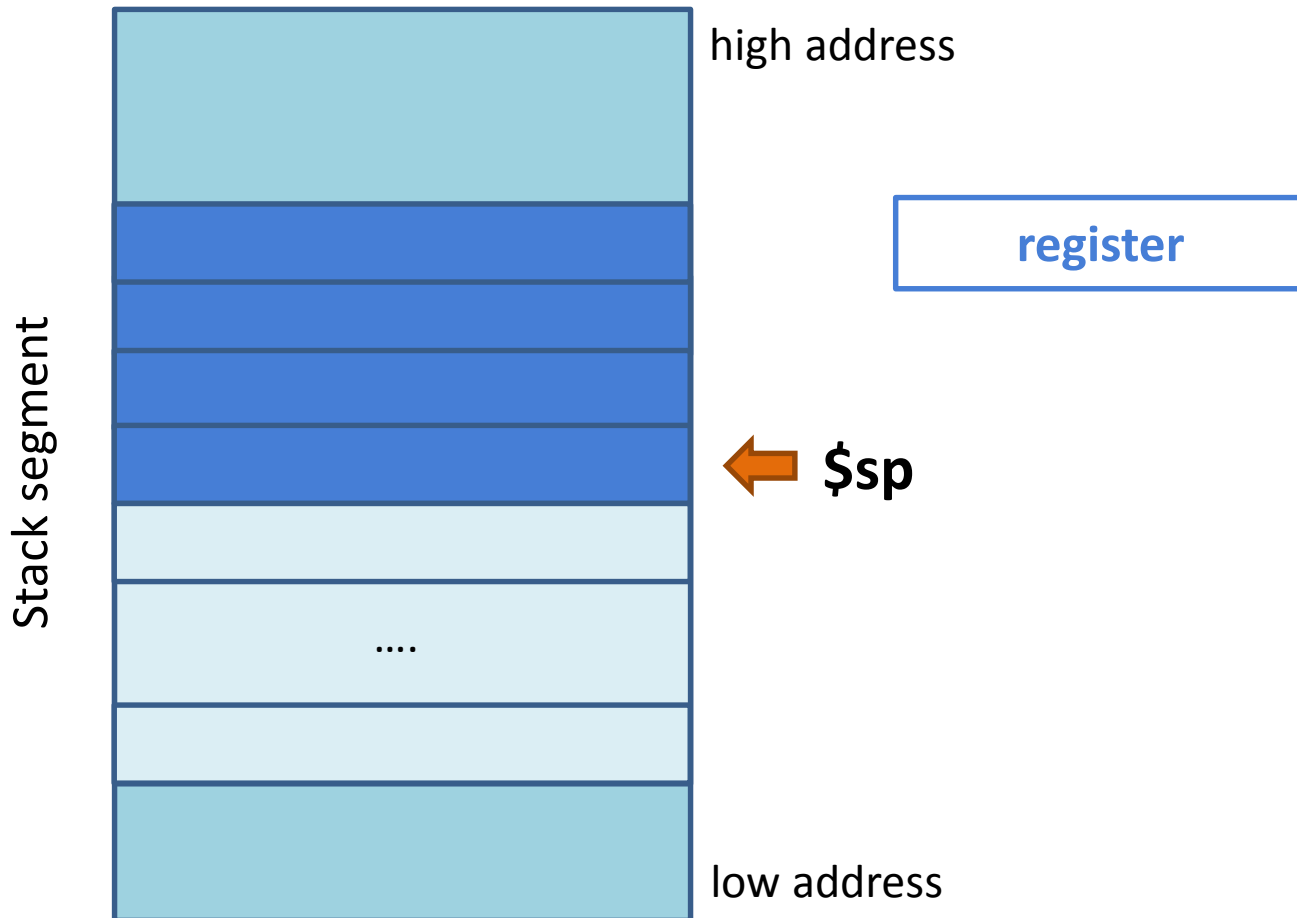 high address
register
Stack segment
$sp
....
low address